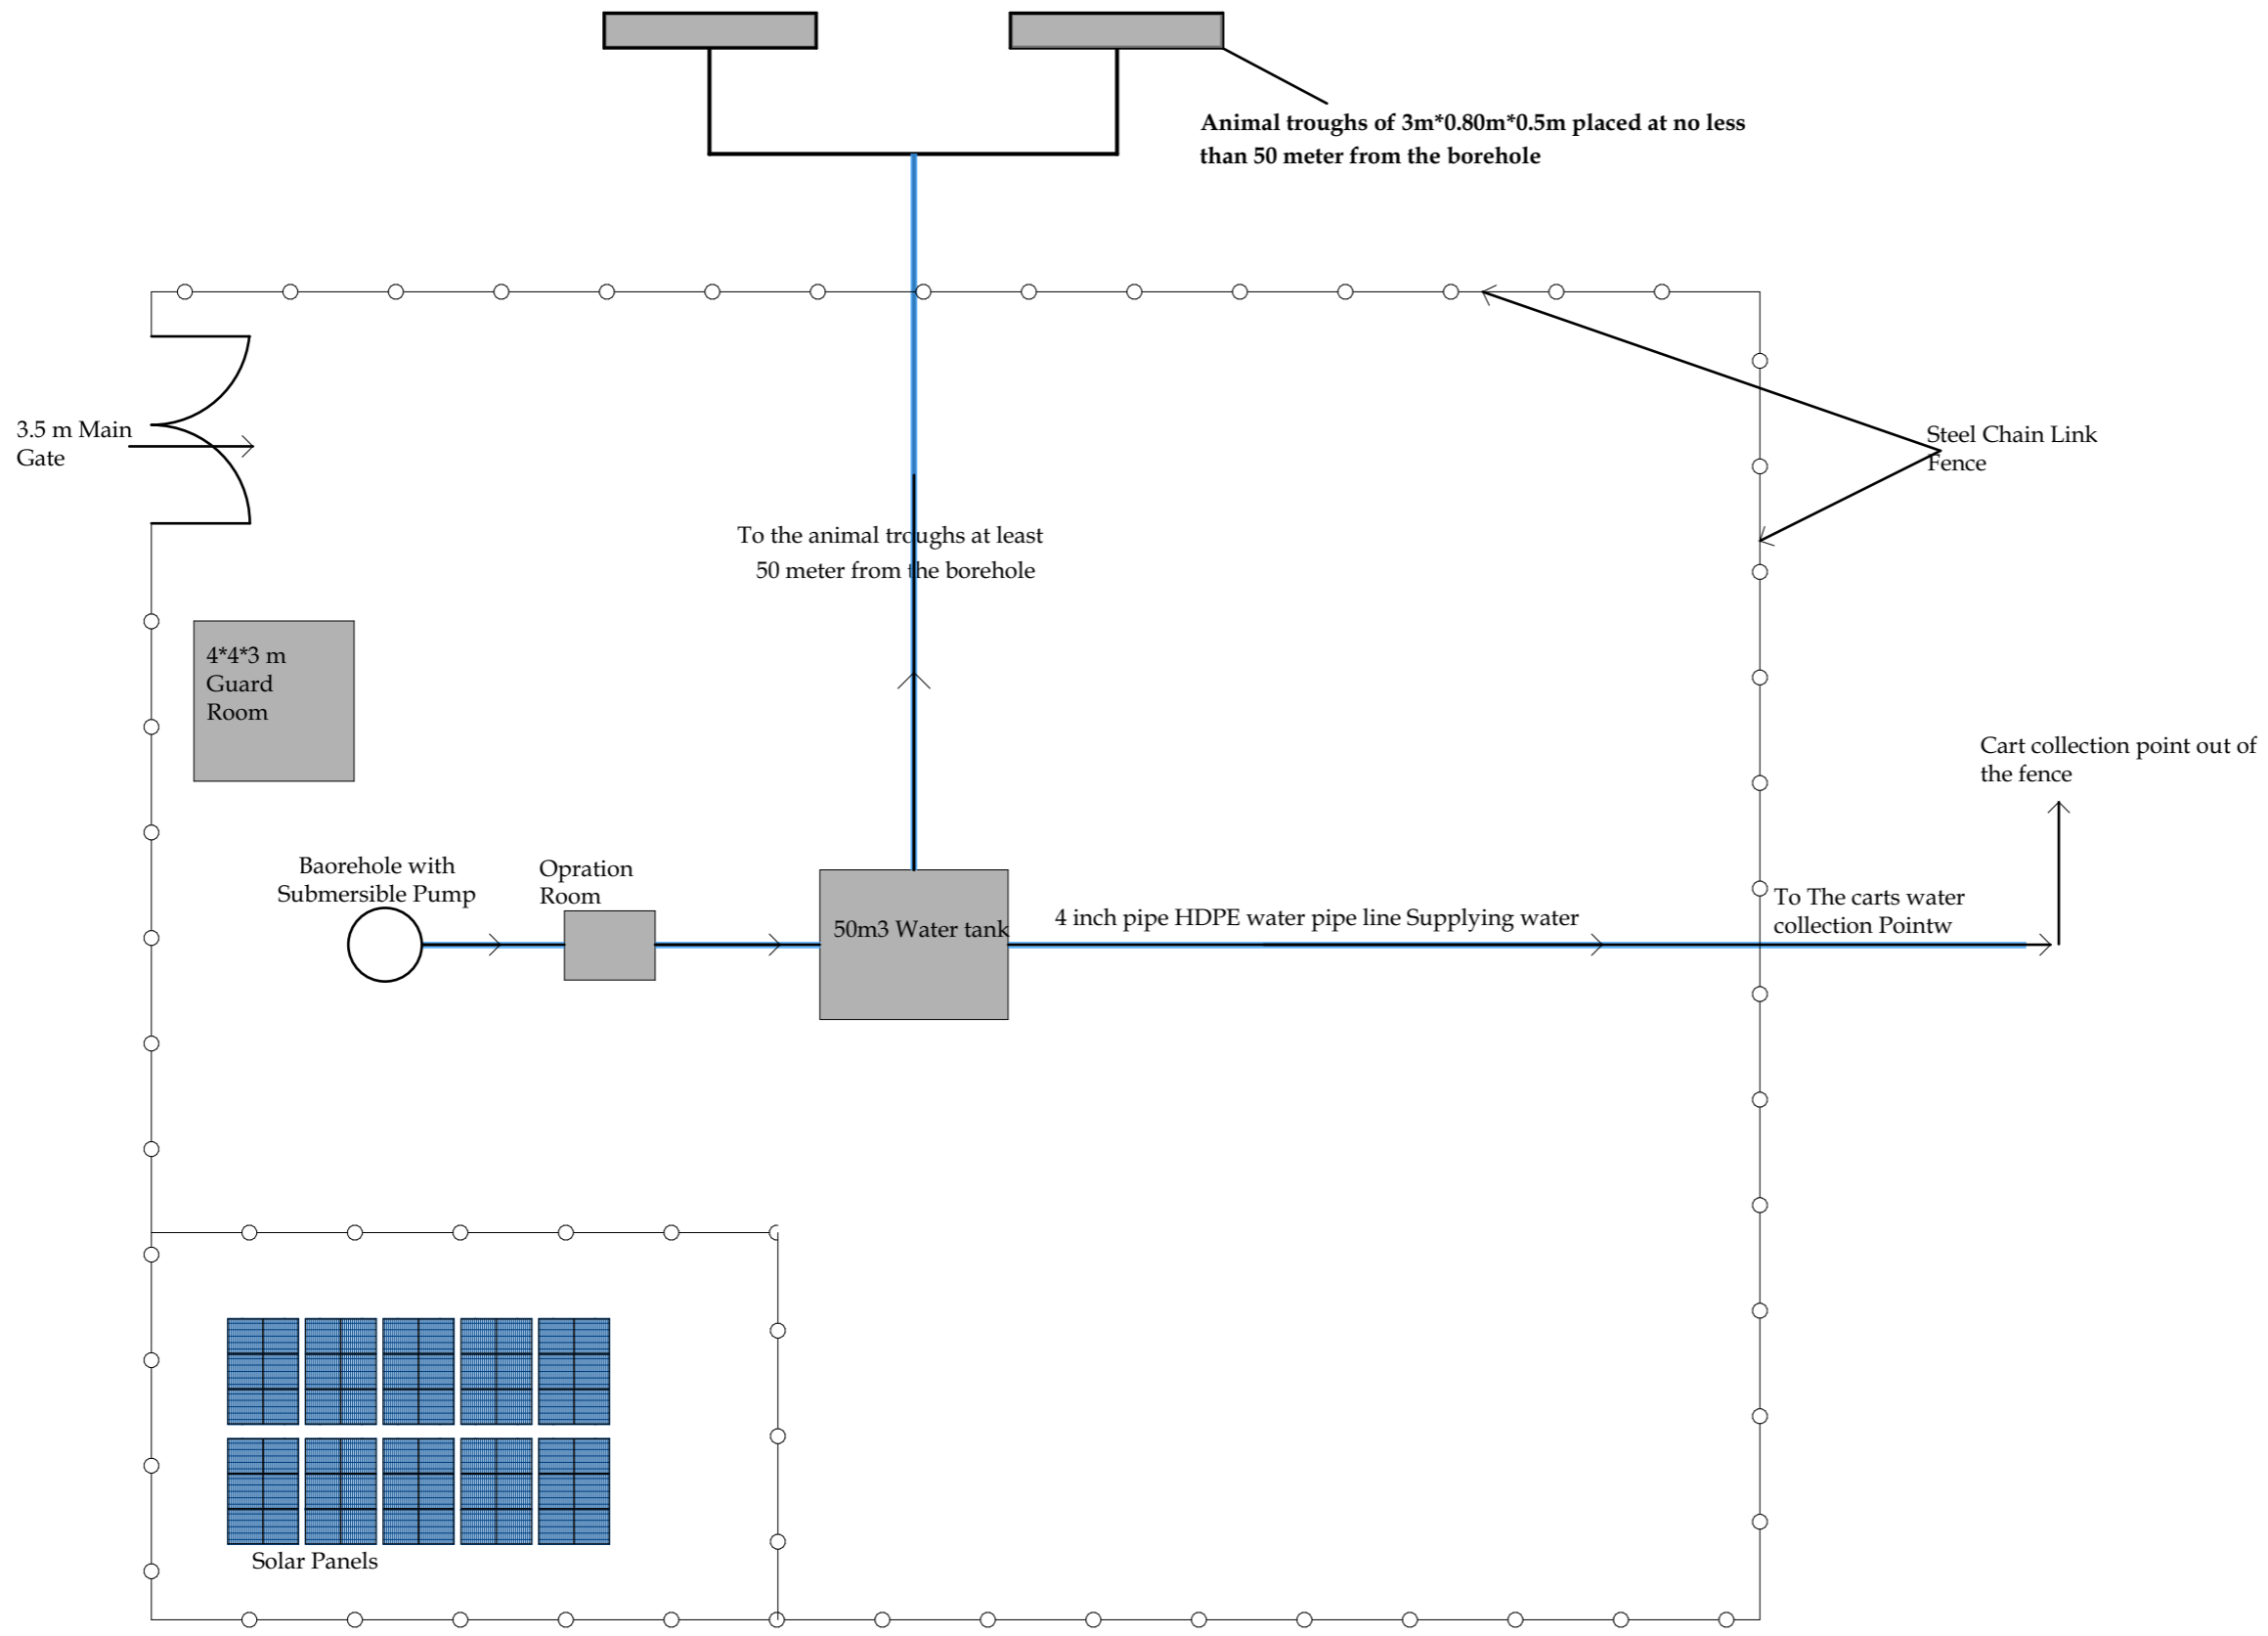 Animal troughs of 3m*0.80m*0.5m placed at no less
than 50 meter from the borehole
3.5 m Main
Gate
Steel Chain Link
Fence
To the animal troughs at least
50 meter from the borehole
4*4*3 m
Guard
Room
Cart collection point out of
the fence
Baorehole with
Submersible Pump
Opration
Room
50m3 Water tank
4 inch pipe HDPE water pipe line Supplying water
To The carts water
collection Pointw
Solar Panels